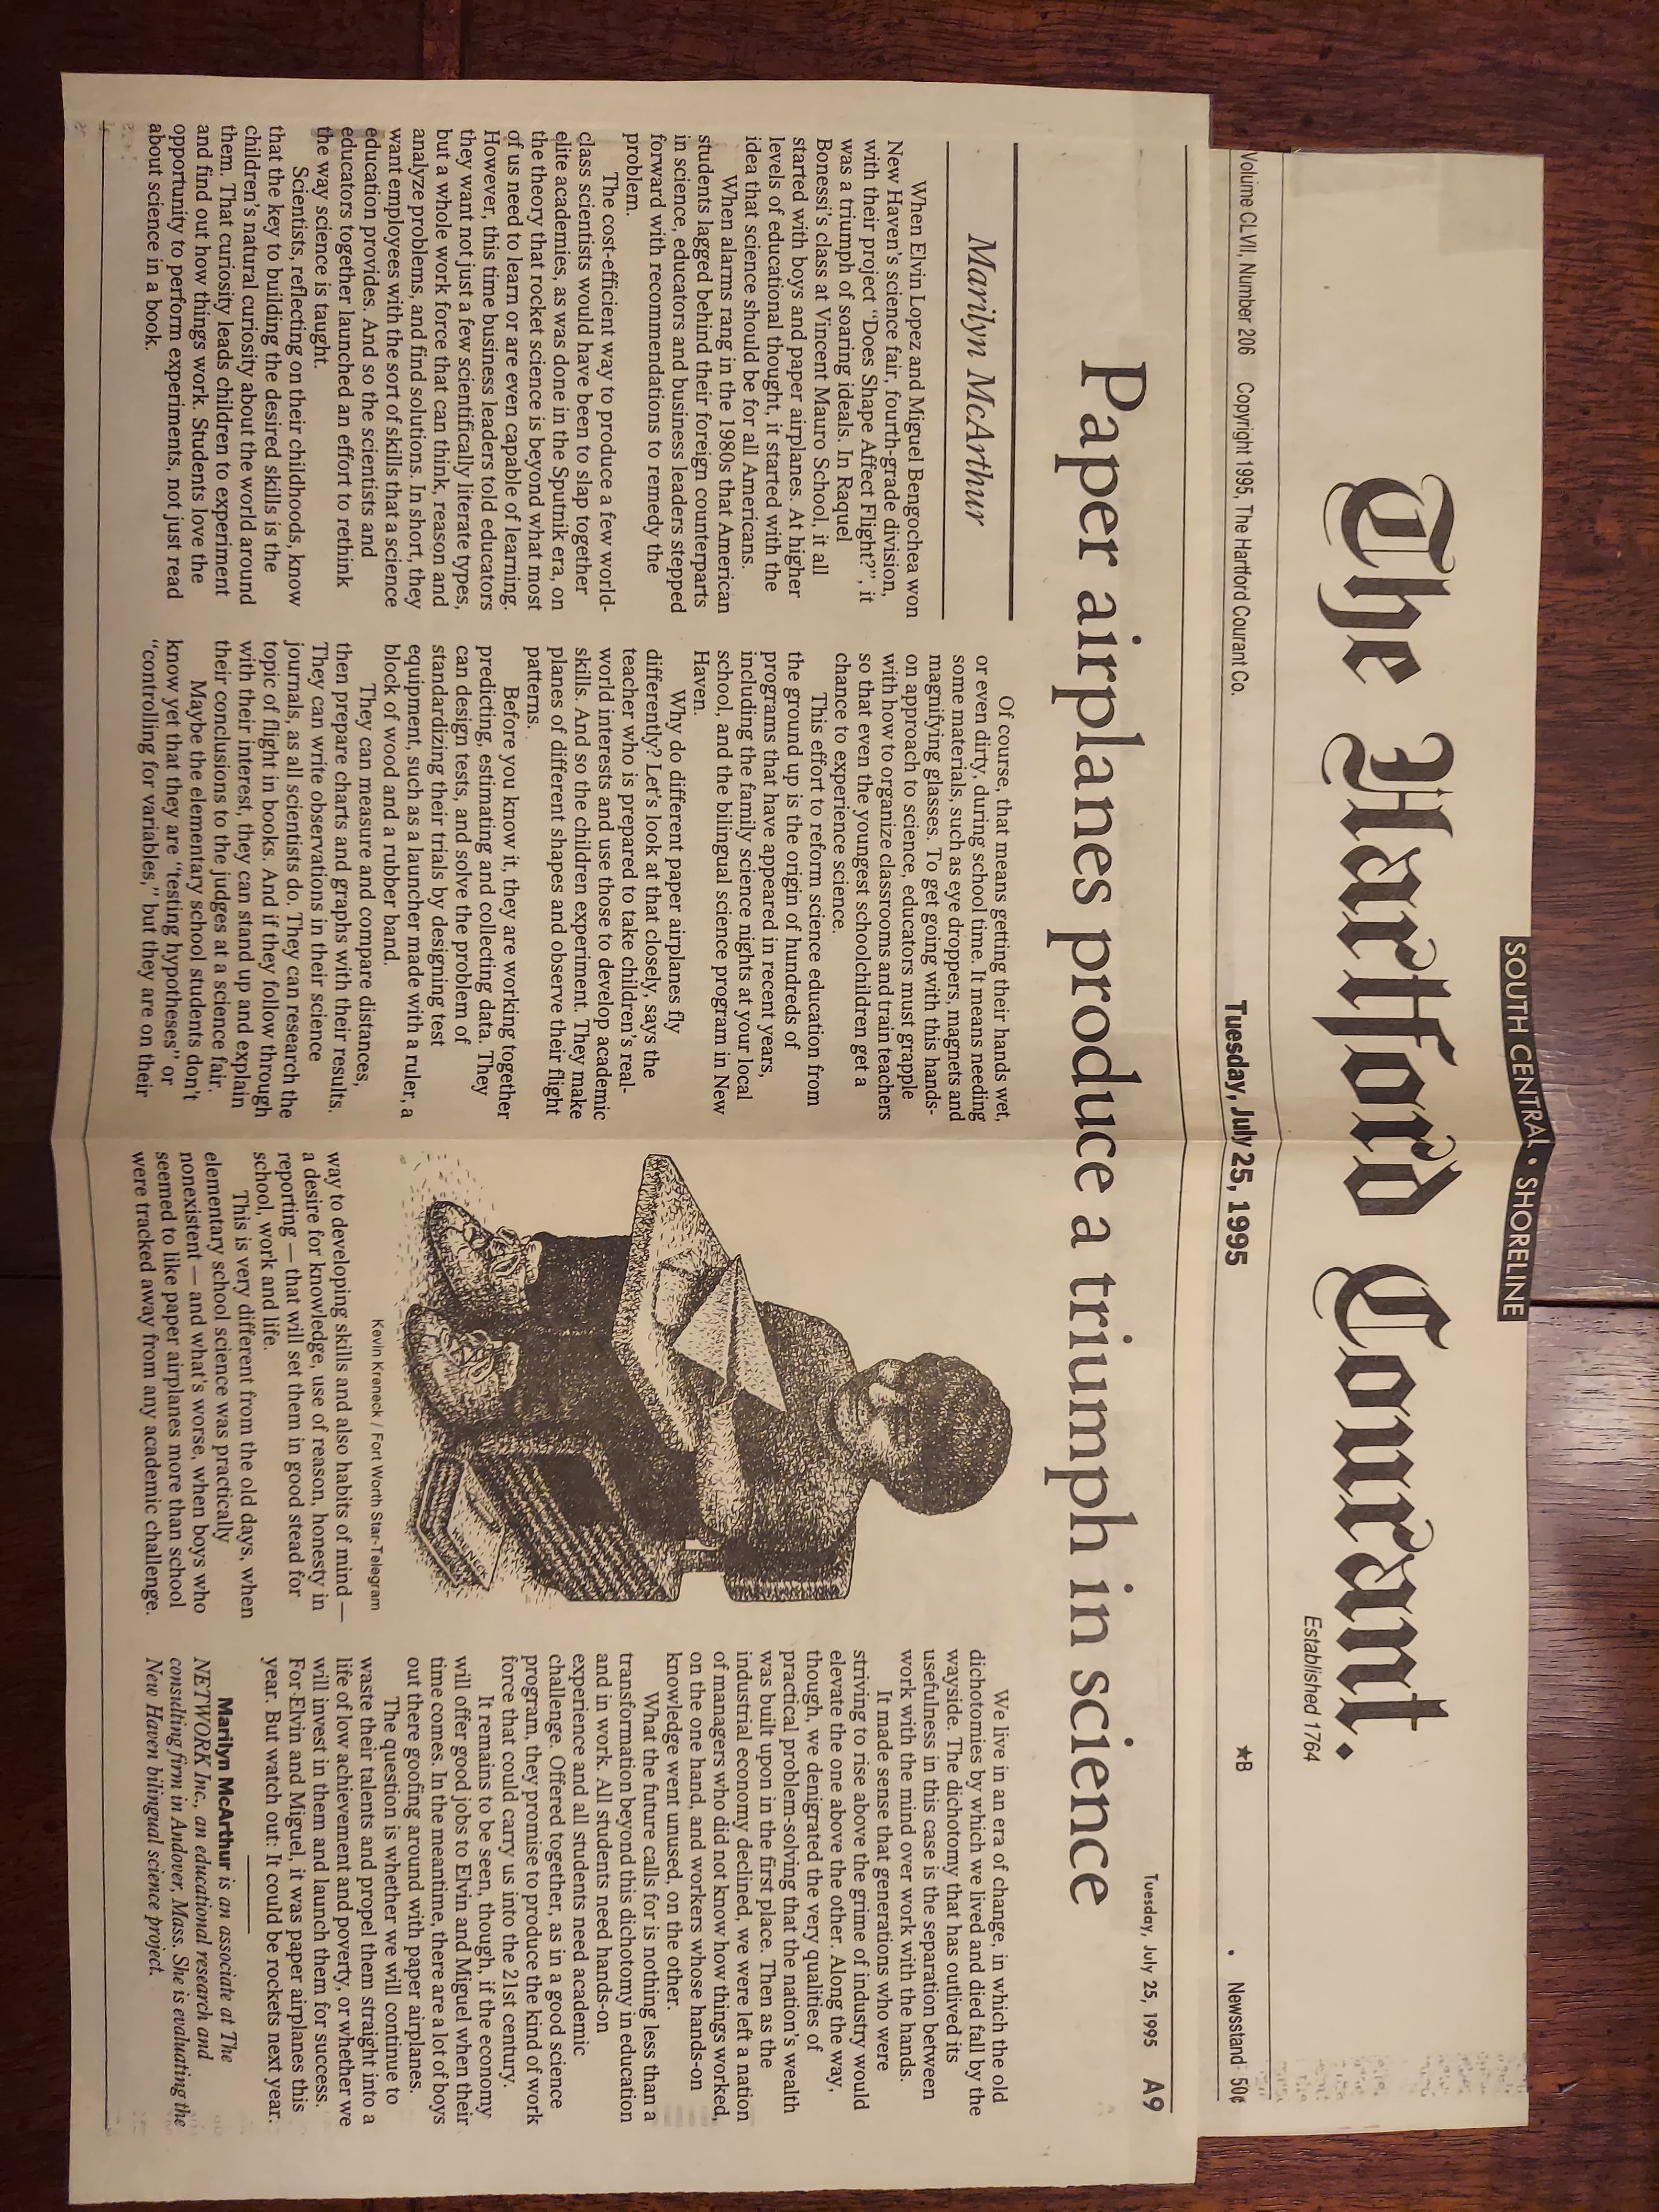 SOUTH CENTRAL • SHORELINE
The Hartford Courant.
Established 1764
Volume CLVII, Number 206 Copyright 1995, The Hartford Courant Co. Tuesday, July 25, 1995 ★B • Newsstand 50¢
Tuesday, July 25, 1995 A9
Paper airplanes produce a triumph in science
Marilyn McArthur
When Elvin Lopez and Miguel Bengochea won
New Haven's science fair, fourth-grade division,
with their project “Does Shape Affect Flight?”, it
was a triumph of soaring ideals. In Raquel
Bonessi's class at Vincent Mauro School, it all
started with boys and paper airplanes. At higher
levels of educational thought, it started with the
idea that science should be for all Americans.
When alarms rang in the 1980s that American
students lagged behind their foreign counterparts
in science, educators and business leaders stepped
forward with recommendations to remedy the
problem.
The cost-efficient way to produce a few world-
class scientists would have been to slap together
elite academies, as was done in the Sputnik era, on
the theory that rocket science is beyond what most
of us need to learn or are even capable of learning.
However, this time business leaders told educators
they want not just a few scientifically literate types,
but a whole work force that can think, reason and
analyze problems, and find solutions. In short, they
want employees with the sort of skills that a science
education provides. And so the scientists and
educators together launched an effort to rethink
the way science is taught.
Scientists, reflecting on their childhoods, know
that the key to building the desired skills is the
children's natural curiosity about the world around
them. That curiosity leads children to experiment
and find out how things work. Students love the
opportunity to perform experiments, not just read
about science in a book.
Of course, that means getting their hands wet,
or even dirty, during school time. It means needing
some materials, such as eye droppers, magnets and
magnifying glasses. To get going with this hands-
on approach to science, educators must grapple
with how to organize classrooms and train teachers
so that even the youngest schoolchildren get a
chance to experience science.
This effort to reform science education from
the ground up is the origin of hundreds of
programs that have appeared in recent years,
including the family science nights at your local
school, and the bilingual science program in New
Haven.
Why do different paper airplanes fly
differently? Let's look at that closely, says the
teacher who is prepared to take children's real-
world interests and use those to develop academic
skills. And so the children experiment. They make
planes of different shapes and observe their flight
patterns.
Before you know it, they are working together
predicting, estimating and collecting data. They
can design tests, and solve the problem of
standardizing their trials by designing test
equipment, such as a launcher made with a ruler, a
block of wood and a rubber band.
They can measure and compare distances,
then prepare charts and graphs with their results.
They can write observations in their science
journals, as all scientists do. They can research the
topic of flight in books. And if they follow through
with their interest, they can stand up and explain
their conclusions to the judges at a science fair.
Maybe the elementary school students don't
know yet that they are “testing hypotheses” or
“controlling for variables,” but they are on their
Kevin Kreneck / Fort Worth Star-Telegram
way to developing skills and also habits of mind —
a desire for knowledge, use of reason, honesty in
reporting — that will set them in good stead for
school, work and life.
This is very different from the old days, when
elementary school science was practically
nonexistent — and what's worse, when boys who
seemed to like paper airplanes more than school
were tracked away from any academic challenge.
We live in an era of change, in which the old
dichotomies by which we lived and died fall by the
wayside. The dichotomy that has outlived its
usefulness in this case is the separation between
work with the mind over work with the hands.
It made sense that generations who were
striving to rise above the grime of industry would
elevate the one above the other. Along the way,
though, we denigrated the very qualities of
practical problem-solving that the nation's wealth
was built upon in the first place. Then as the
industrial economy declined, we were left a nation
of managers who did not know how things worked,
on the one hand, and workers whose hands-on
knowledge went unused, on the other.
What the future calls for is nothing less than a
transformation beyond this dichotomy in education
and in work. All students need hands-on
experience and all students need academic
challenge. Offered together, as in a good science
program, they promise to produce the kind of work
force that could carry us into the 21st century.
It remains to be seen, though, if the economy
will offer good jobs to Elvin and Miguel when their
time comes. In the meantime, there are a lot of boys
out there goofing around with paper airplanes.
The question is whether we will continue to
waste their talents and propel them straight into a
life of low achievement and poverty, or whether we
will invest in them and launch them for success.
For Elvin and Miguel, it was paper airplanes this
year. But watch out: It could be rockets next year.
Marilyn McArthur is an associate at The
NETWORK Inc., an educational research and
consulting firm in Andover, Mass. She is evaluating the
New Haven bilingual science project.